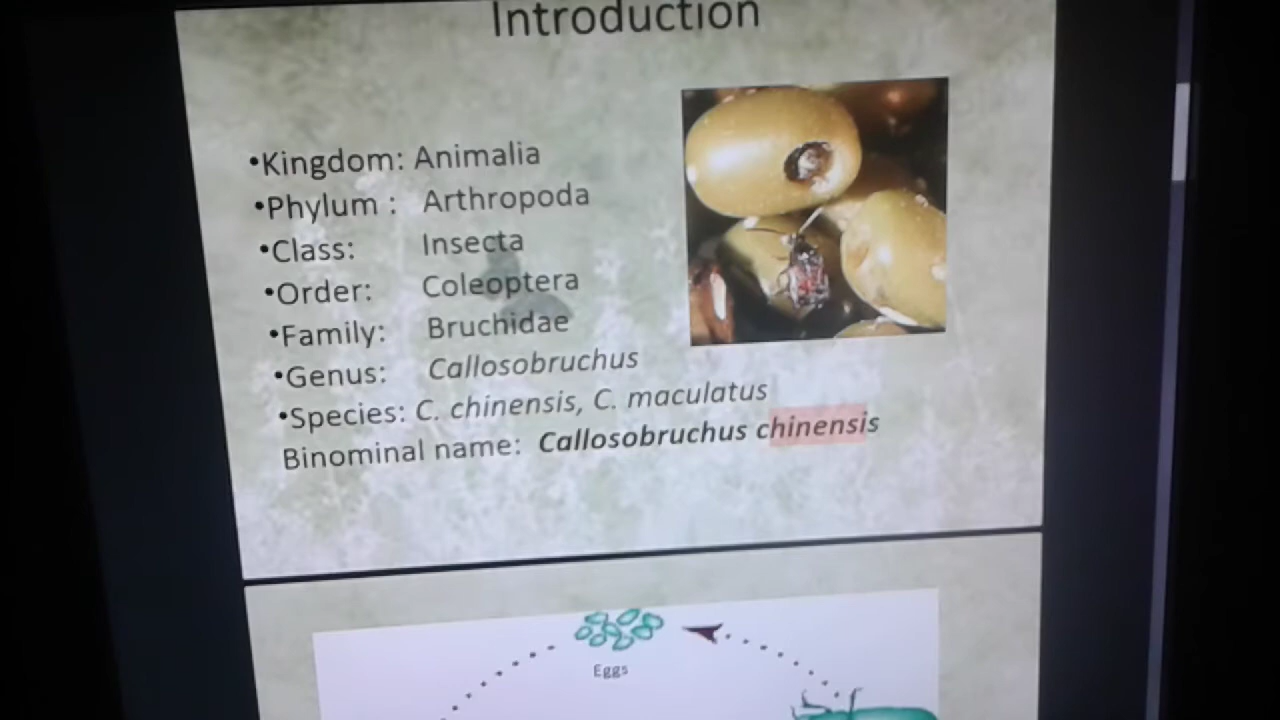 Introduction
•Kingdom: Animalia
•Phylum : Arthropoda
•Class: Insecta
•Order: Coleoptera
•Family: Bruchidae
•Genus: Callosobruchus
•Species: C. chinensis, C. maculatus
Binominal name: Callosobruchus chinensis
Eggs